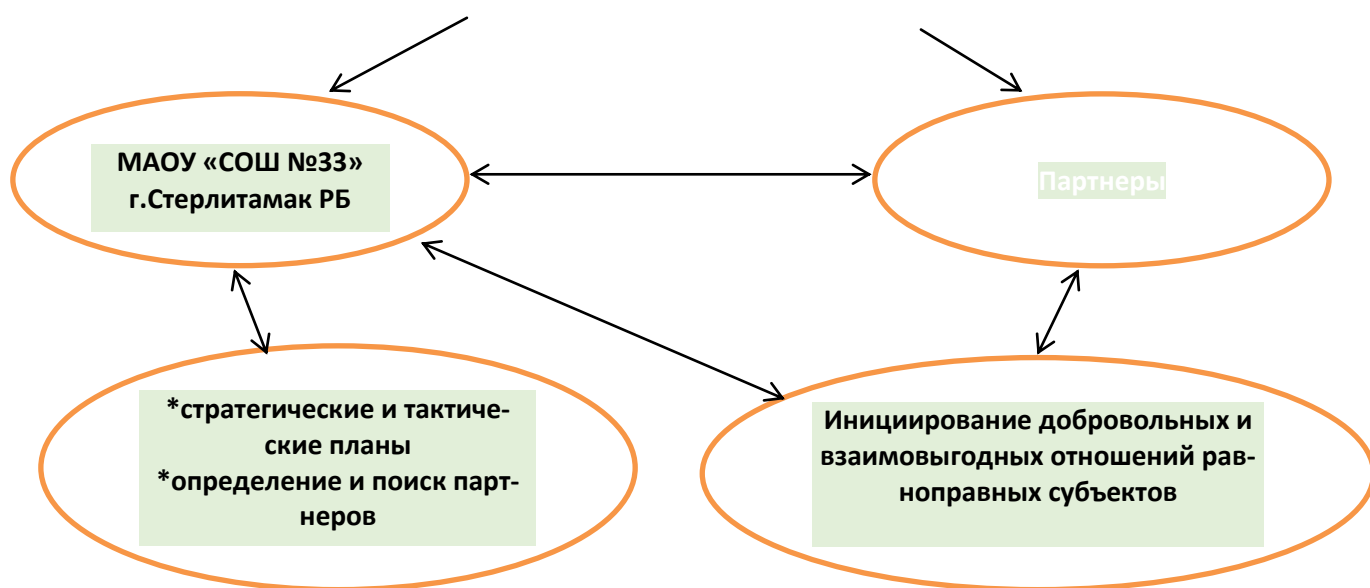 МАОУ «СОШ №33»
г.Стерлитамак РБ
Партнеры
*стратегические и тактиче-
ские планы
*определение и поиск парт-
неров
Инициирование добровольных и
взаимовыгодных отношений рав-
ноправных субъектов